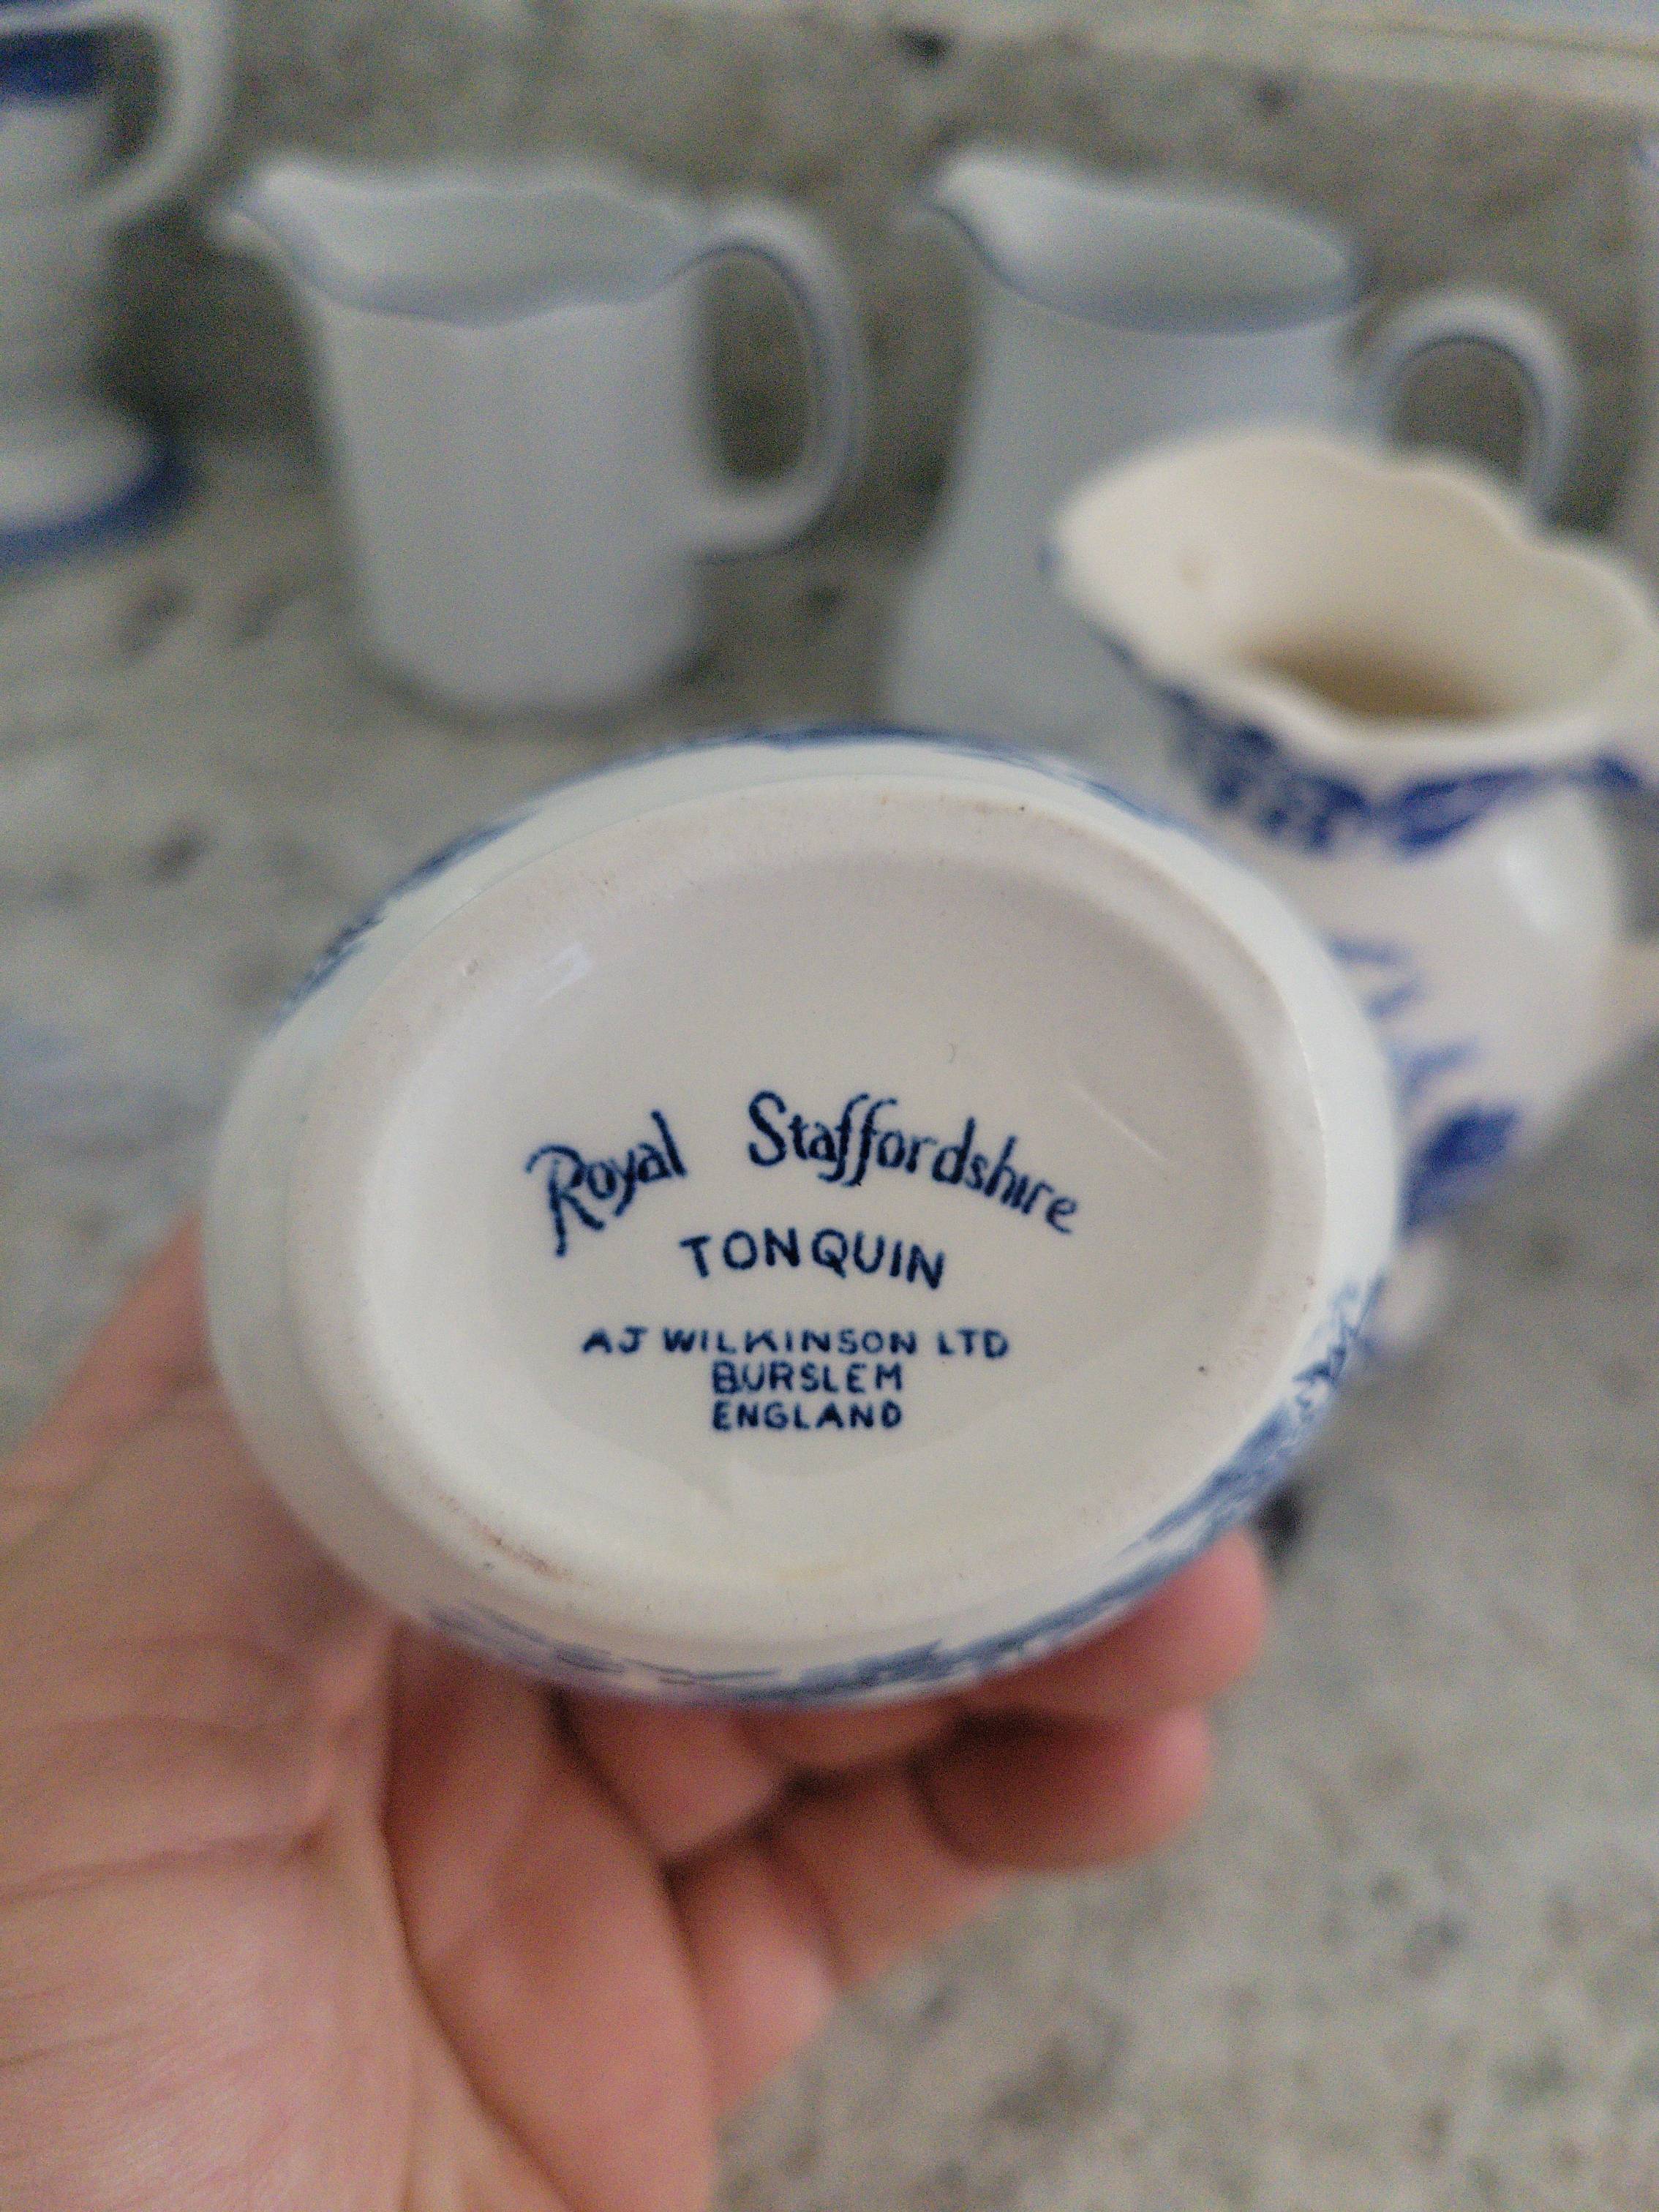 Royal Staffordshire
TONQUIN
AJ WILKINSON LTD
BURSLEM
ENGLAND